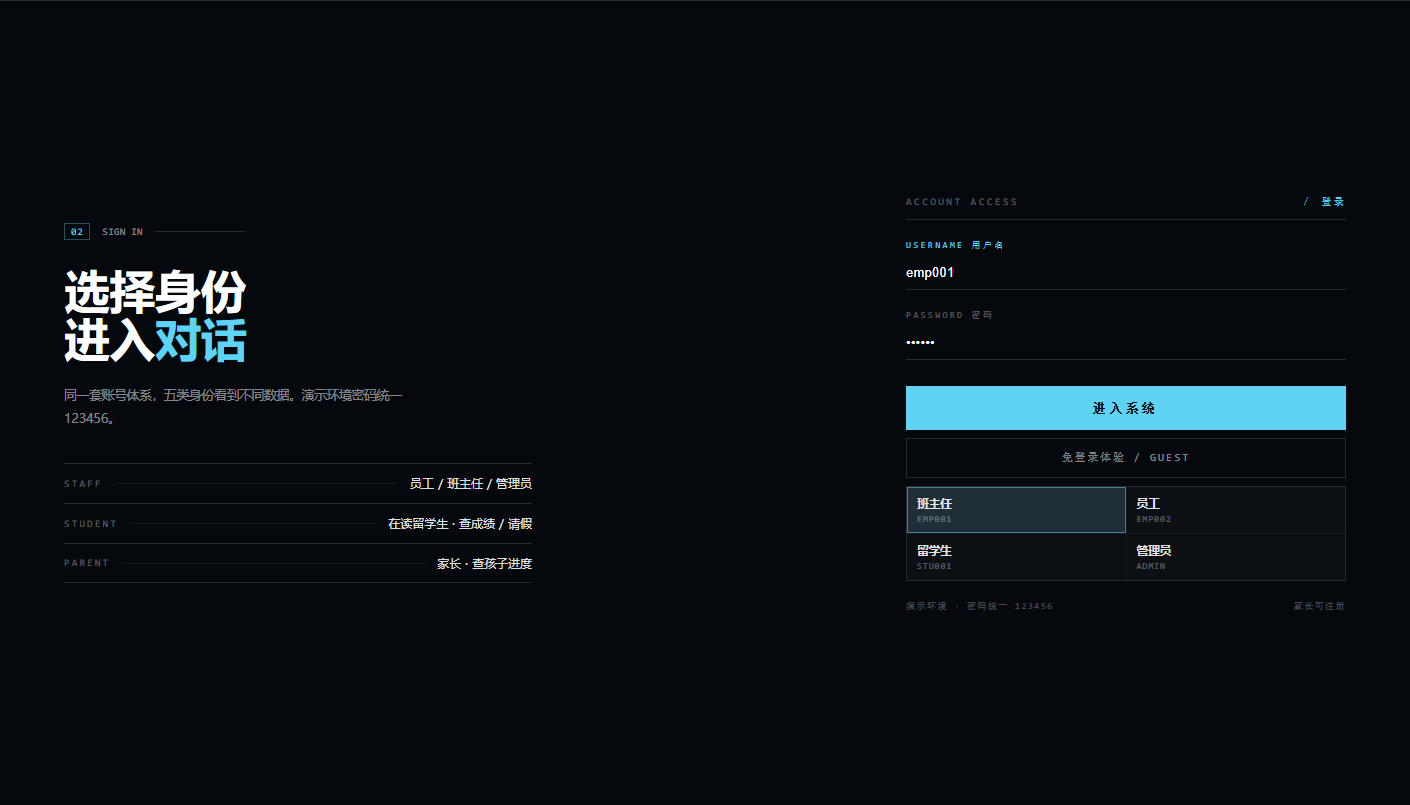 02 SIGN IN
选择身份
进入对话
同一套账号体系，五类身份看到不同数据。演示环境密码统一
123456。
STAFF 员工 / 班主任 / 管理员
STUDENT 在读留学生 · 查成绩 / 请假
PARENT 家长 · 查孩子进度
ACCOUNT ACCESS / 登录
USERNAME 用户名
emp001
PASSWORD 密码
••••••
进入系统
免登录体验 / GUEST
班主任
EMP001
员工
EMP002
留学生
STU001
管理员
ADMIN
演示环境 · 密码统一 123456 家长可注册